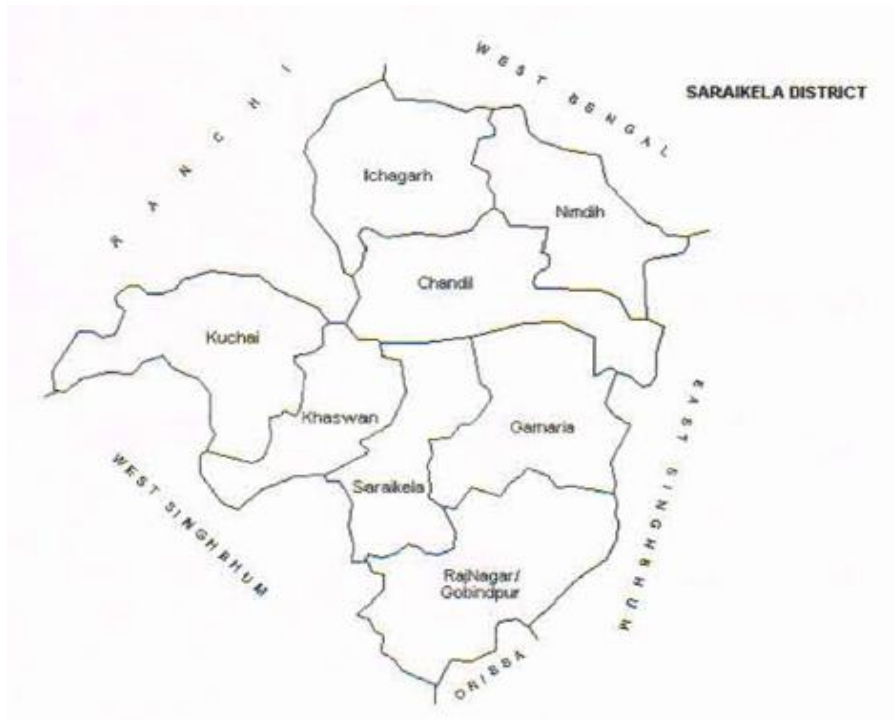 SARAIKELA DISTRICT
WEST BENGAL
RANCHI
Ichagarh
Nimdih
Chandil
Kuchai
Khaswan
Gamaria
Saraikela
RajNagar/
Gobindpur
WEST SINGHBHUM
EAST SINGHBHUM
ORISSA